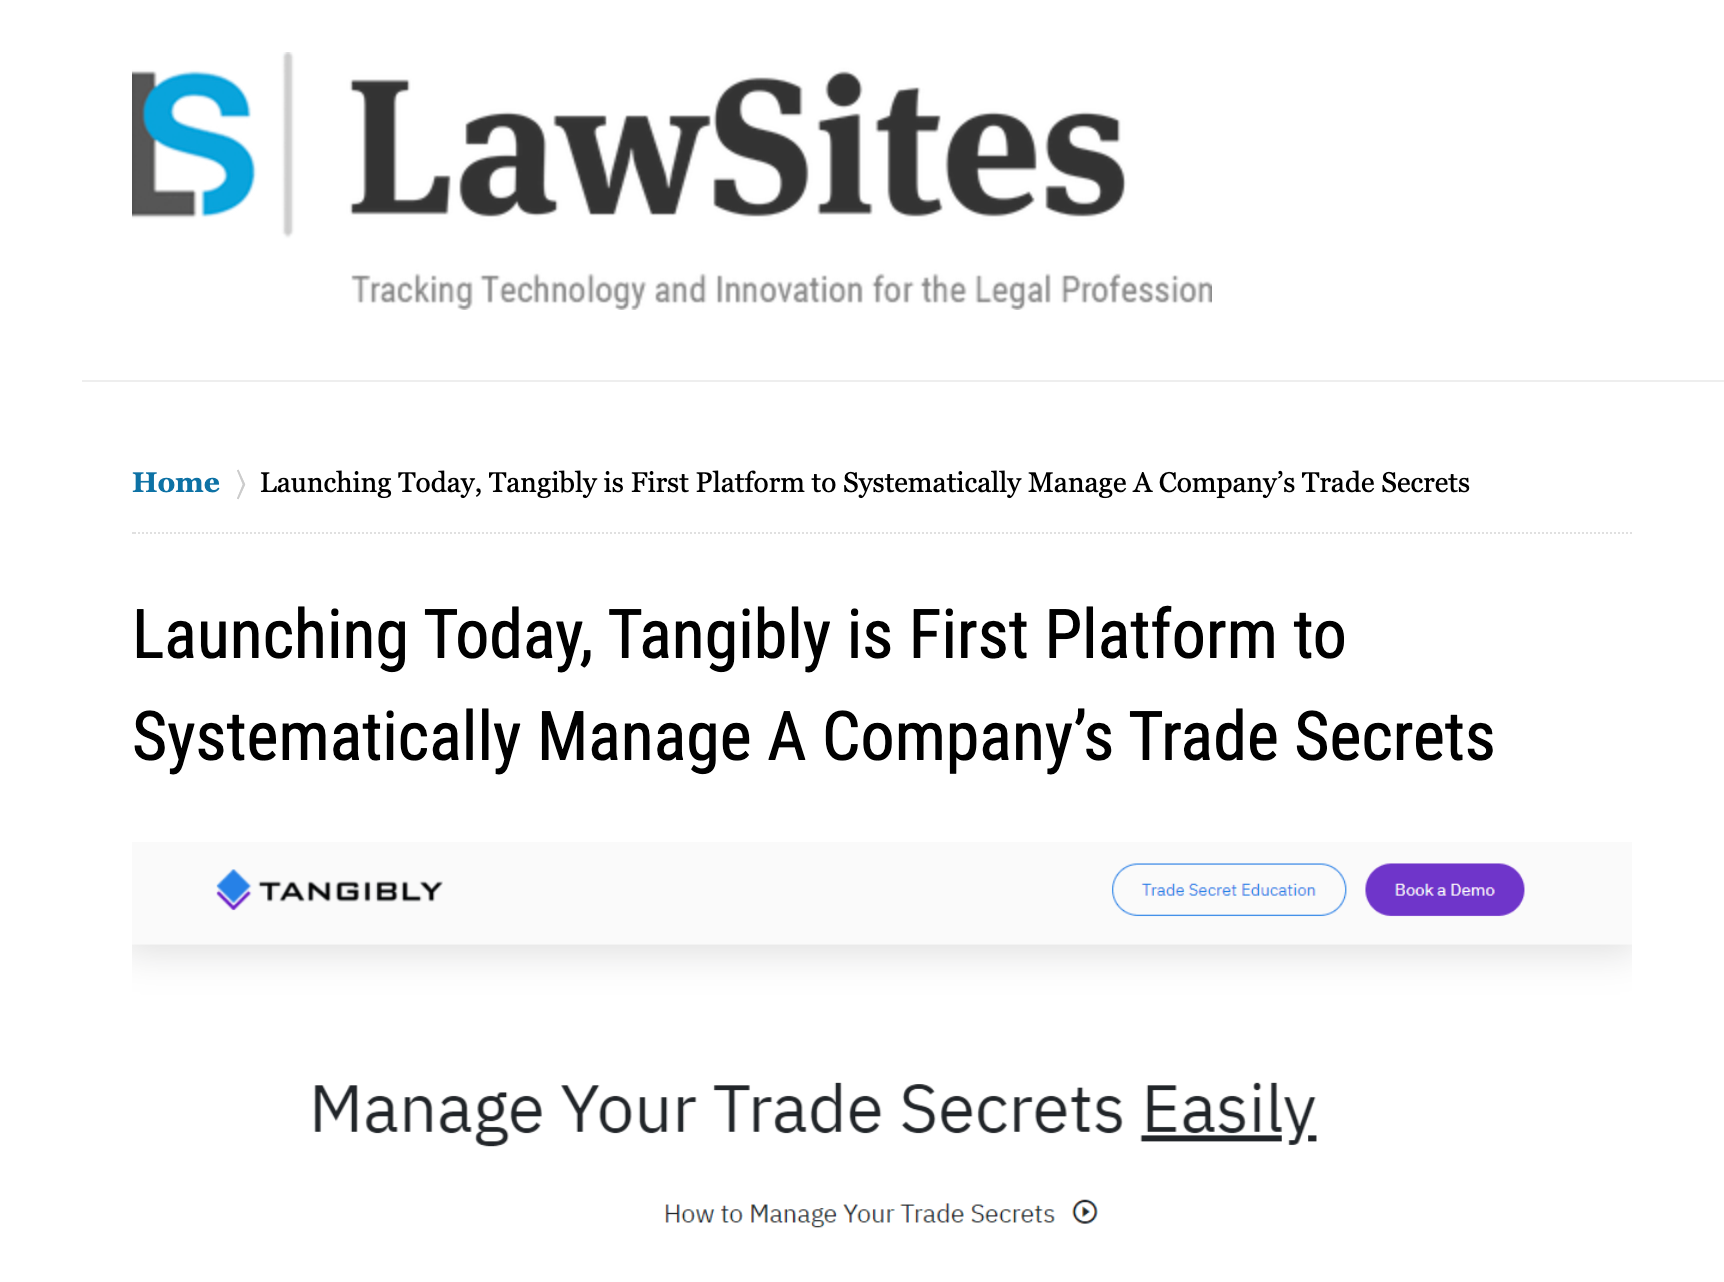 LS
LawSites
Tracking Technology and Innovation for the Legal Profession
Home 〉 Launching Today, Tangibly is First Platform to Systematically Manage A Company’s Trade Secrets
Launching Today, Tangibly is First Platform to
Systematically Manage A Company’s Trade Secrets
TANGIBLY
Trade Secret Education
Book a Demo
Manage Your Trade Secrets Easily
How to Manage Your Trade Secrets